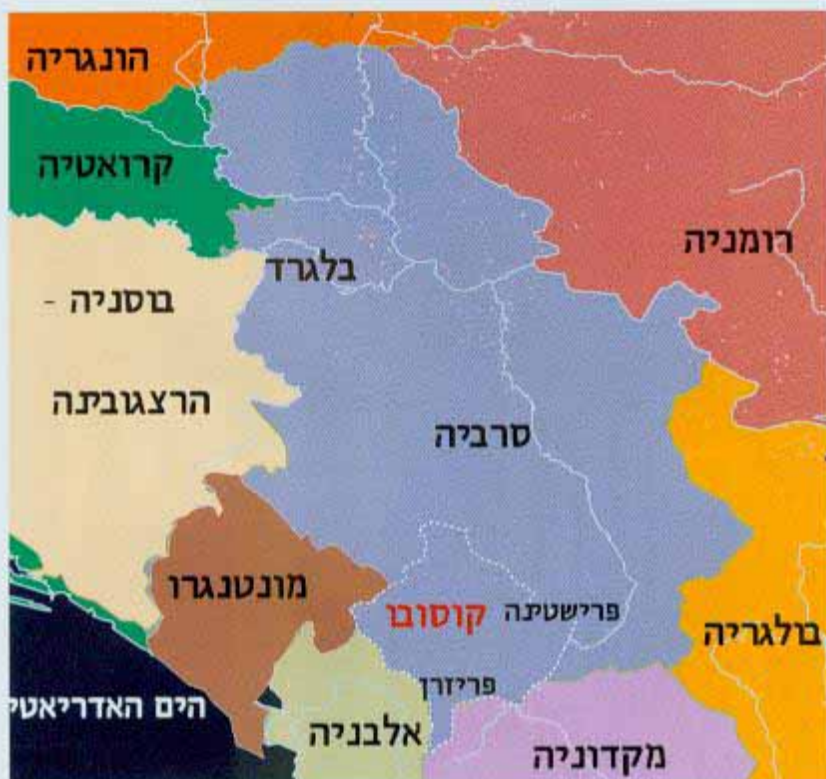 הונגריה
קרואטיה
רומניה
בלגרד
בוסניה -
הרצגובינה
סרביה
מונטנגרו
קוסובו
פרישטינה
בולגריה
פריזרן
הים האדריאטי
אלבניה
מקדוניה